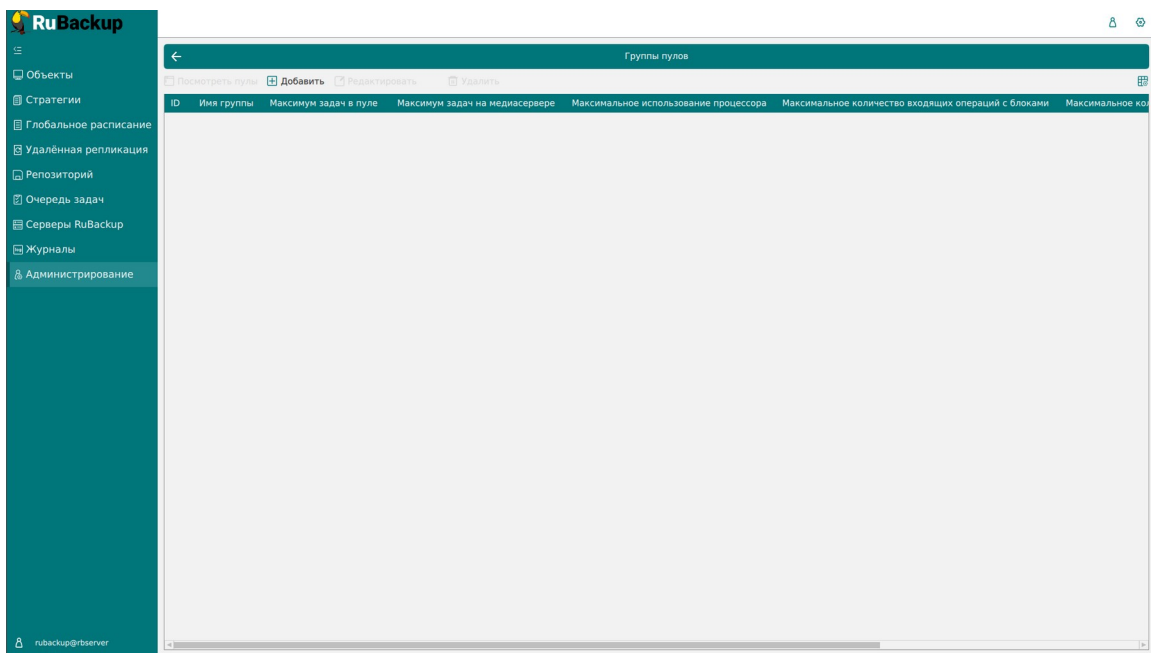 RuBackup
Группы пулов
Объекты
Стратегии
Глобальное расписание
Удалённая репликация
Репозиторий
Очередь задач
Серверы RuBackup
Журналы
Администрирование
rubackup@rbserver
Посмотреть пулы Добавить Редактировать Удалить
ID Имя группы Максимум задач в пуле Максимум задач на медиасервере Максимальное использование процессора Максимальное количество входящих операций с блоками Максимальное кол